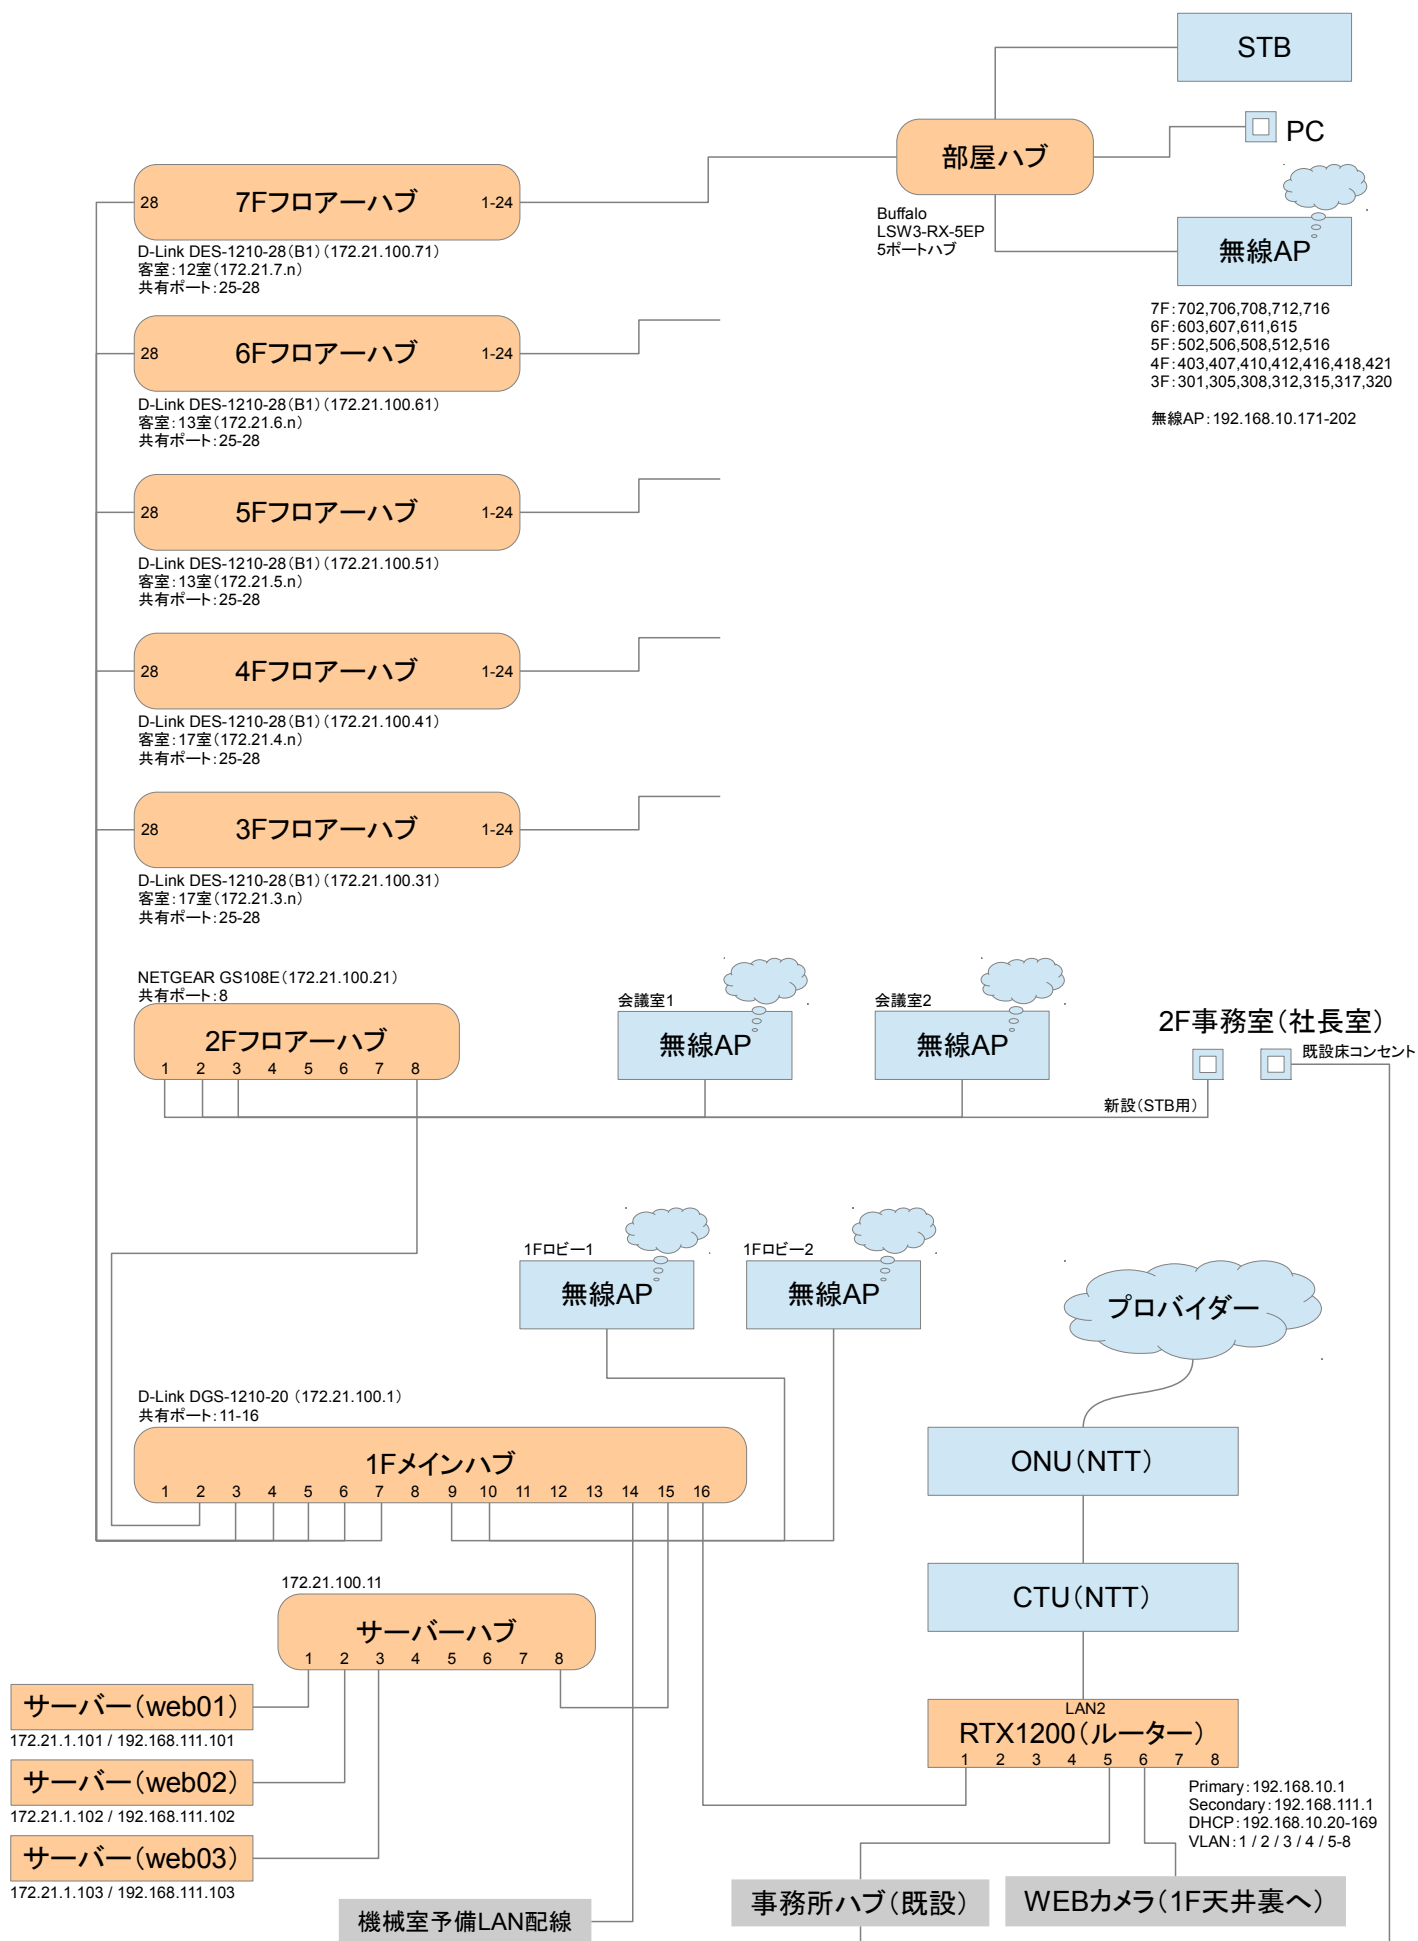 STB
PC
部屋ハブ
Buffalo
LSW3-RX-5EP
5ポートハブ
無線AP
7F:702,706,708,712,716
6F:603,607,611,615
5F:502,506,508,512,516
4F:403,407,410,412,416,418,421
3F:301,305,308,312,315,317,320
無線AP:192.168.10.171-202
28 7Fフロアーハブ 1-24
D-Link DES-1210-28(B1)(172.21.100.71)
客室:12室(172.21.7.n)
共有ポート:25-28
28 6Fフロアーハブ 1-24
D-Link DES-1210-28(B1)(172.21.100.61)
客室:13室(172.21.6.n)
共有ポート:25-28
28 5Fフロアーハブ 1-24
D-Link DES-1210-28(B1)(172.21.100.51)
客室:13室(172.21.5.n)
共有ポート:25-28
28 4Fフロアーハブ 1-24
D-Link DES-1210-28(B1)(172.21.100.41)
客室:17室(172.21.4.n)
共有ポート:25-28
28 3Fフロアーハブ 1-24
D-Link DES-1210-28(B1)(172.21.100.31)
客室:17室(172.21.3.n)
共有ポート:25-28
NETGEAR GS108E(172.21.100.21)
共有ポート:8
2Fフロアーハブ
1 2 3 4 5 6 7 8
会議室1
無線AP
会議室2
無線AP
2F事務室(社長室)
既設床コンセント
新設(STB用)
1Fロビー1
無線AP
1Fロビー2
無線AP
プロバイダー
D-Link DGS-1210-20 (172.21.100.1)
共有ポート:11-16
1Fメインハブ
1 2 3 4 5 6 7 8 9 10 11 12 13 14 15 16
ONU(NTT)
CTU(NTT)
172.21.100.11
サーバーハブ
1 2 3 4 5 6 7 8
サーバー(web01)
172.21.1.101 / 192.168.111.101
サーバー(web02)
172.21.1.102 / 192.168.111.102
サーバー(web03)
172.21.1.103 / 192.168.111.103
LAN2
RTX1200(ルーター)
1 2 3 4 5 6 7 8
Primary:192.168.10.1
Secondary:192.168.111.1
DHCP:192.168.10.20-169
VLAN:1 / 2 / 3 / 4 / 5-8
機械室予備LAN配線
事務所ハブ(既設)
WEBカメラ(1F天井裏へ)